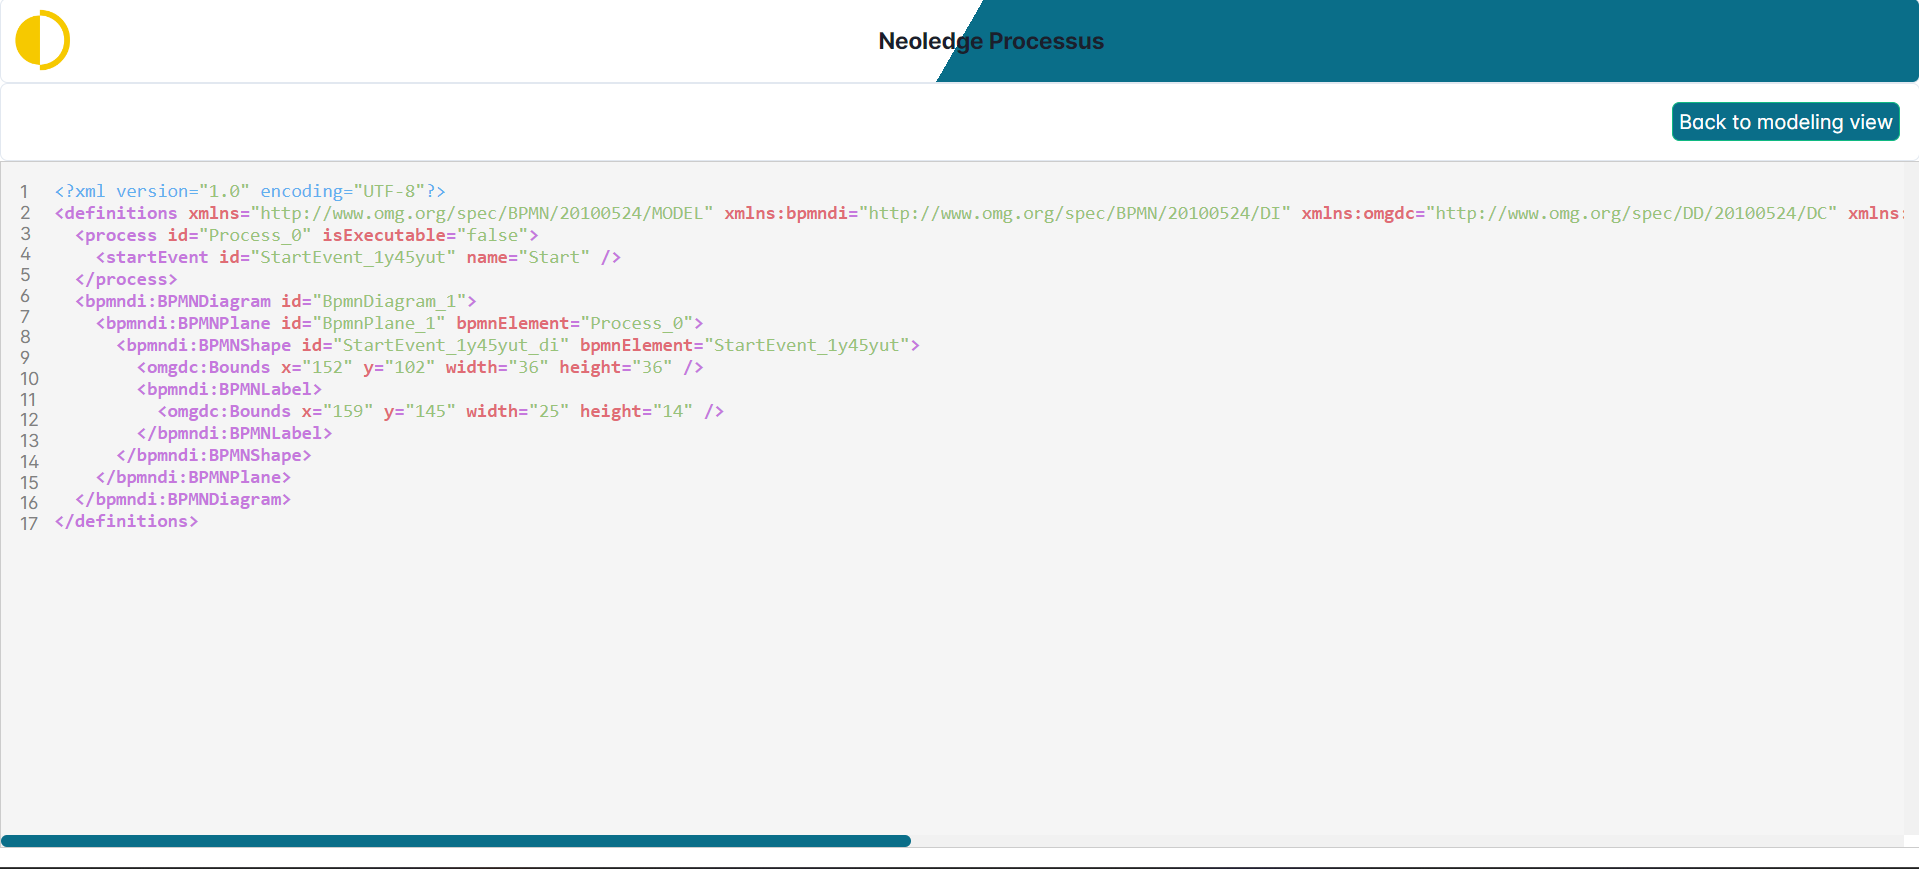 Neoledge Processus
Back to modeling view
1 <?xml version="1.0" encoding="UTF-8"?>
2 <definitions xmlns="http://www.omg.org/spec/BPMN/20100524/MODEL" xmlns:bpmndi="http://www.omg.org/spec/BPMN/20100524/DI" xmlns:omgdc="http://www.omg.org/spec/DD/20100524/DC" xmlns:
3 <process id="Process_0" isExecutable="false">
4 <startEvent id="StartEvent_1y45yut" name="Start" />
5 </process>
6 <bpmndi:BPMNDiagram id="BpmnDiagram_1">
7 <bpmndi:BPMNPlane id="BpmnPlane_1" bpmnElement="Process_0">
8 <bpmndi:BPMNShape id="StartEvent_1y45yut_di" bpmnElement="StartEvent_1y45yut">
9 <omgdc:Bounds x="152" y="102" width="36" height="36" />
10 <bpmndi:BPMNLabel>
11 <omgdc:Bounds x="159" y="145" width="25" height="14" />
12 </bpmndi:BPMNLabel>
13 </bpmndi:BPMNShape>
14 </bpmndi:BPMNPlane>
15 </bpmndi:BPMNDiagram>
16 </definitions>
17